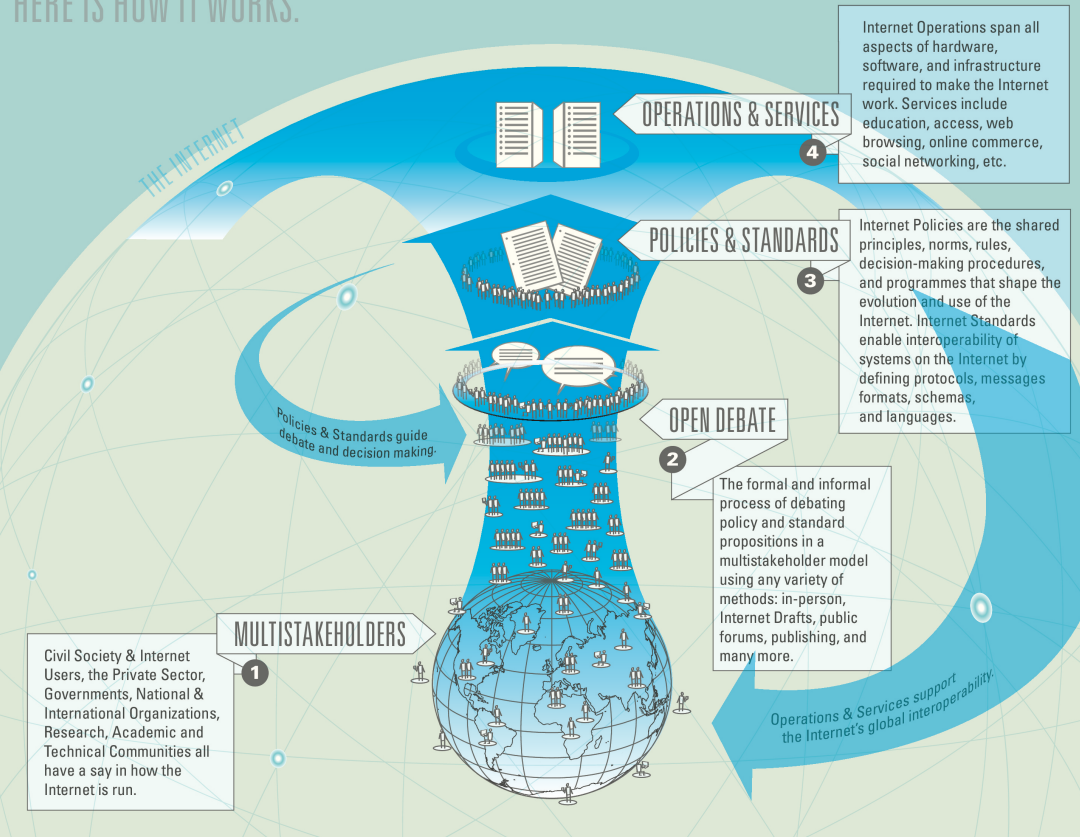 HERE IS HOW IT WORKS.
THE INTERNET
OPERATIONS & SERVICES
4
Internet Operations span all
aspects of hardware,
software, and infrastructure
required to make the Internet
work. Services include
education, access, web
browsing, online commerce,
social networking, etc.
POLICIES & STANDARDS
3
Internet Policies are the shared
principles, norms, rules,
decision-making procedures,
and programmes that shape the
evolution and use of the
Internet. Internet Standards
enable interoperability of
systems on the Internet by
defining protocols, messages
formats, schemas,
and languages.
Policies & Standards guide
debate and decision making.
OPEN DEBATE
2
The formal and informal
process of debating
policy and standard
propositions in a
multistakeholder model
using any variety of
methods: in-person,
Internet Drafts, public
forums, publishing, and
many more.
MULTISTAKEHOLDERS
1
Civil Society & Internet
Users, the Private Sector,
Governments, National &
International Organizations,
Research, Academic and
Technical Communities all
have a say in how the
Internet is run.
Operations & Services support
the Internet's global interoperability.